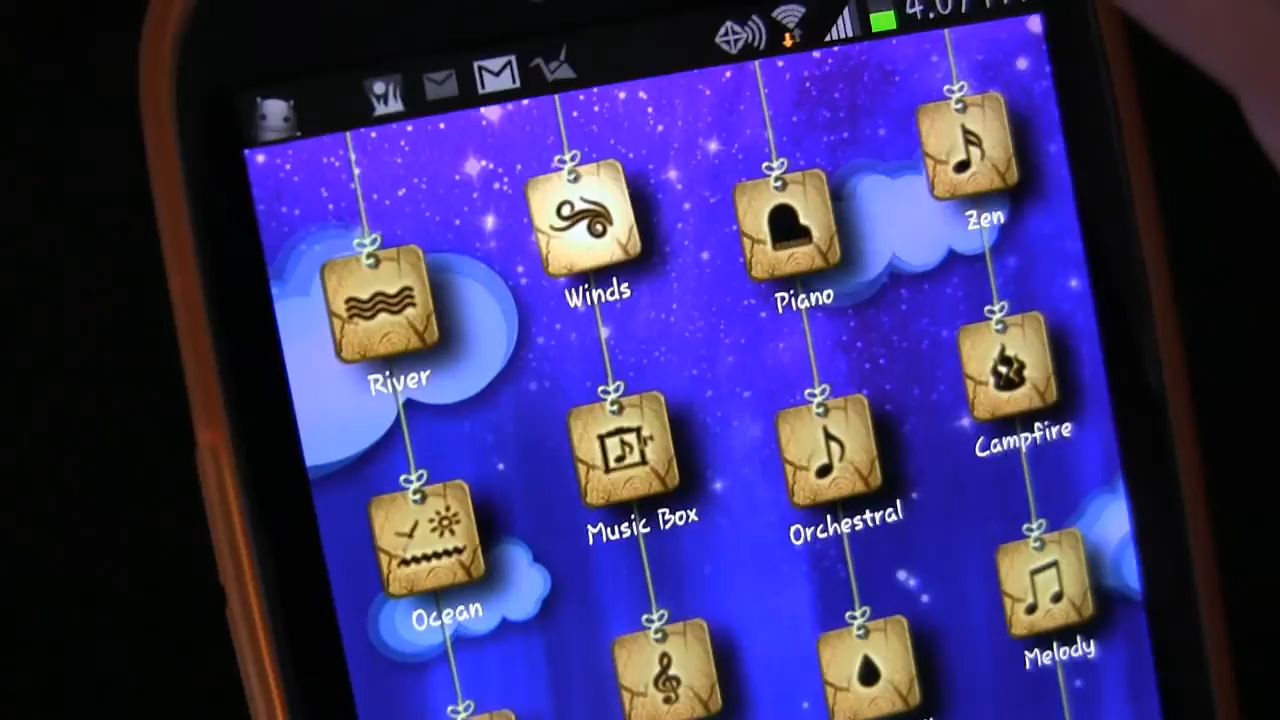 Zen
Winds
Piano
River
Campfire
Music Box
Orchestral
Ocean
Melody